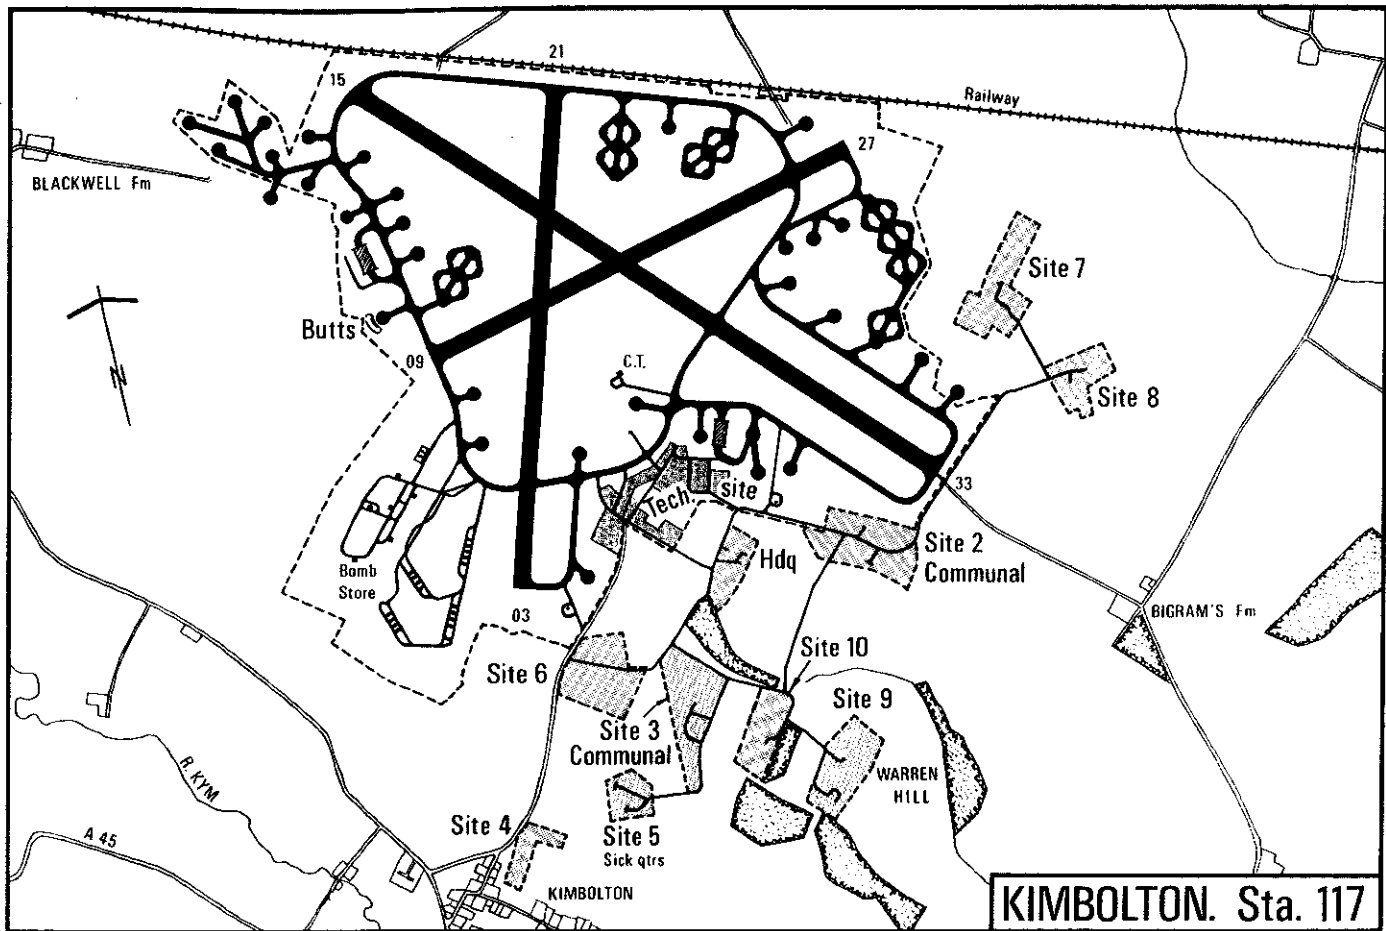 21
15
Railway
27
BLACKWELL Fm
Site 7
Butts
C.T.
09
N
Site 8
33
Tech. site
Site 2
Communal
Hdq
Bomb
Store
BIGRAM'S Fm
03
Site 10
Site 6
Site 9
Site 3
Communal
R. KYM
WARREN
HILL
Site 4
Site 5
Sick qtrs
A 45
KIMBOLTON
KIMBOLTON. Sta. 117